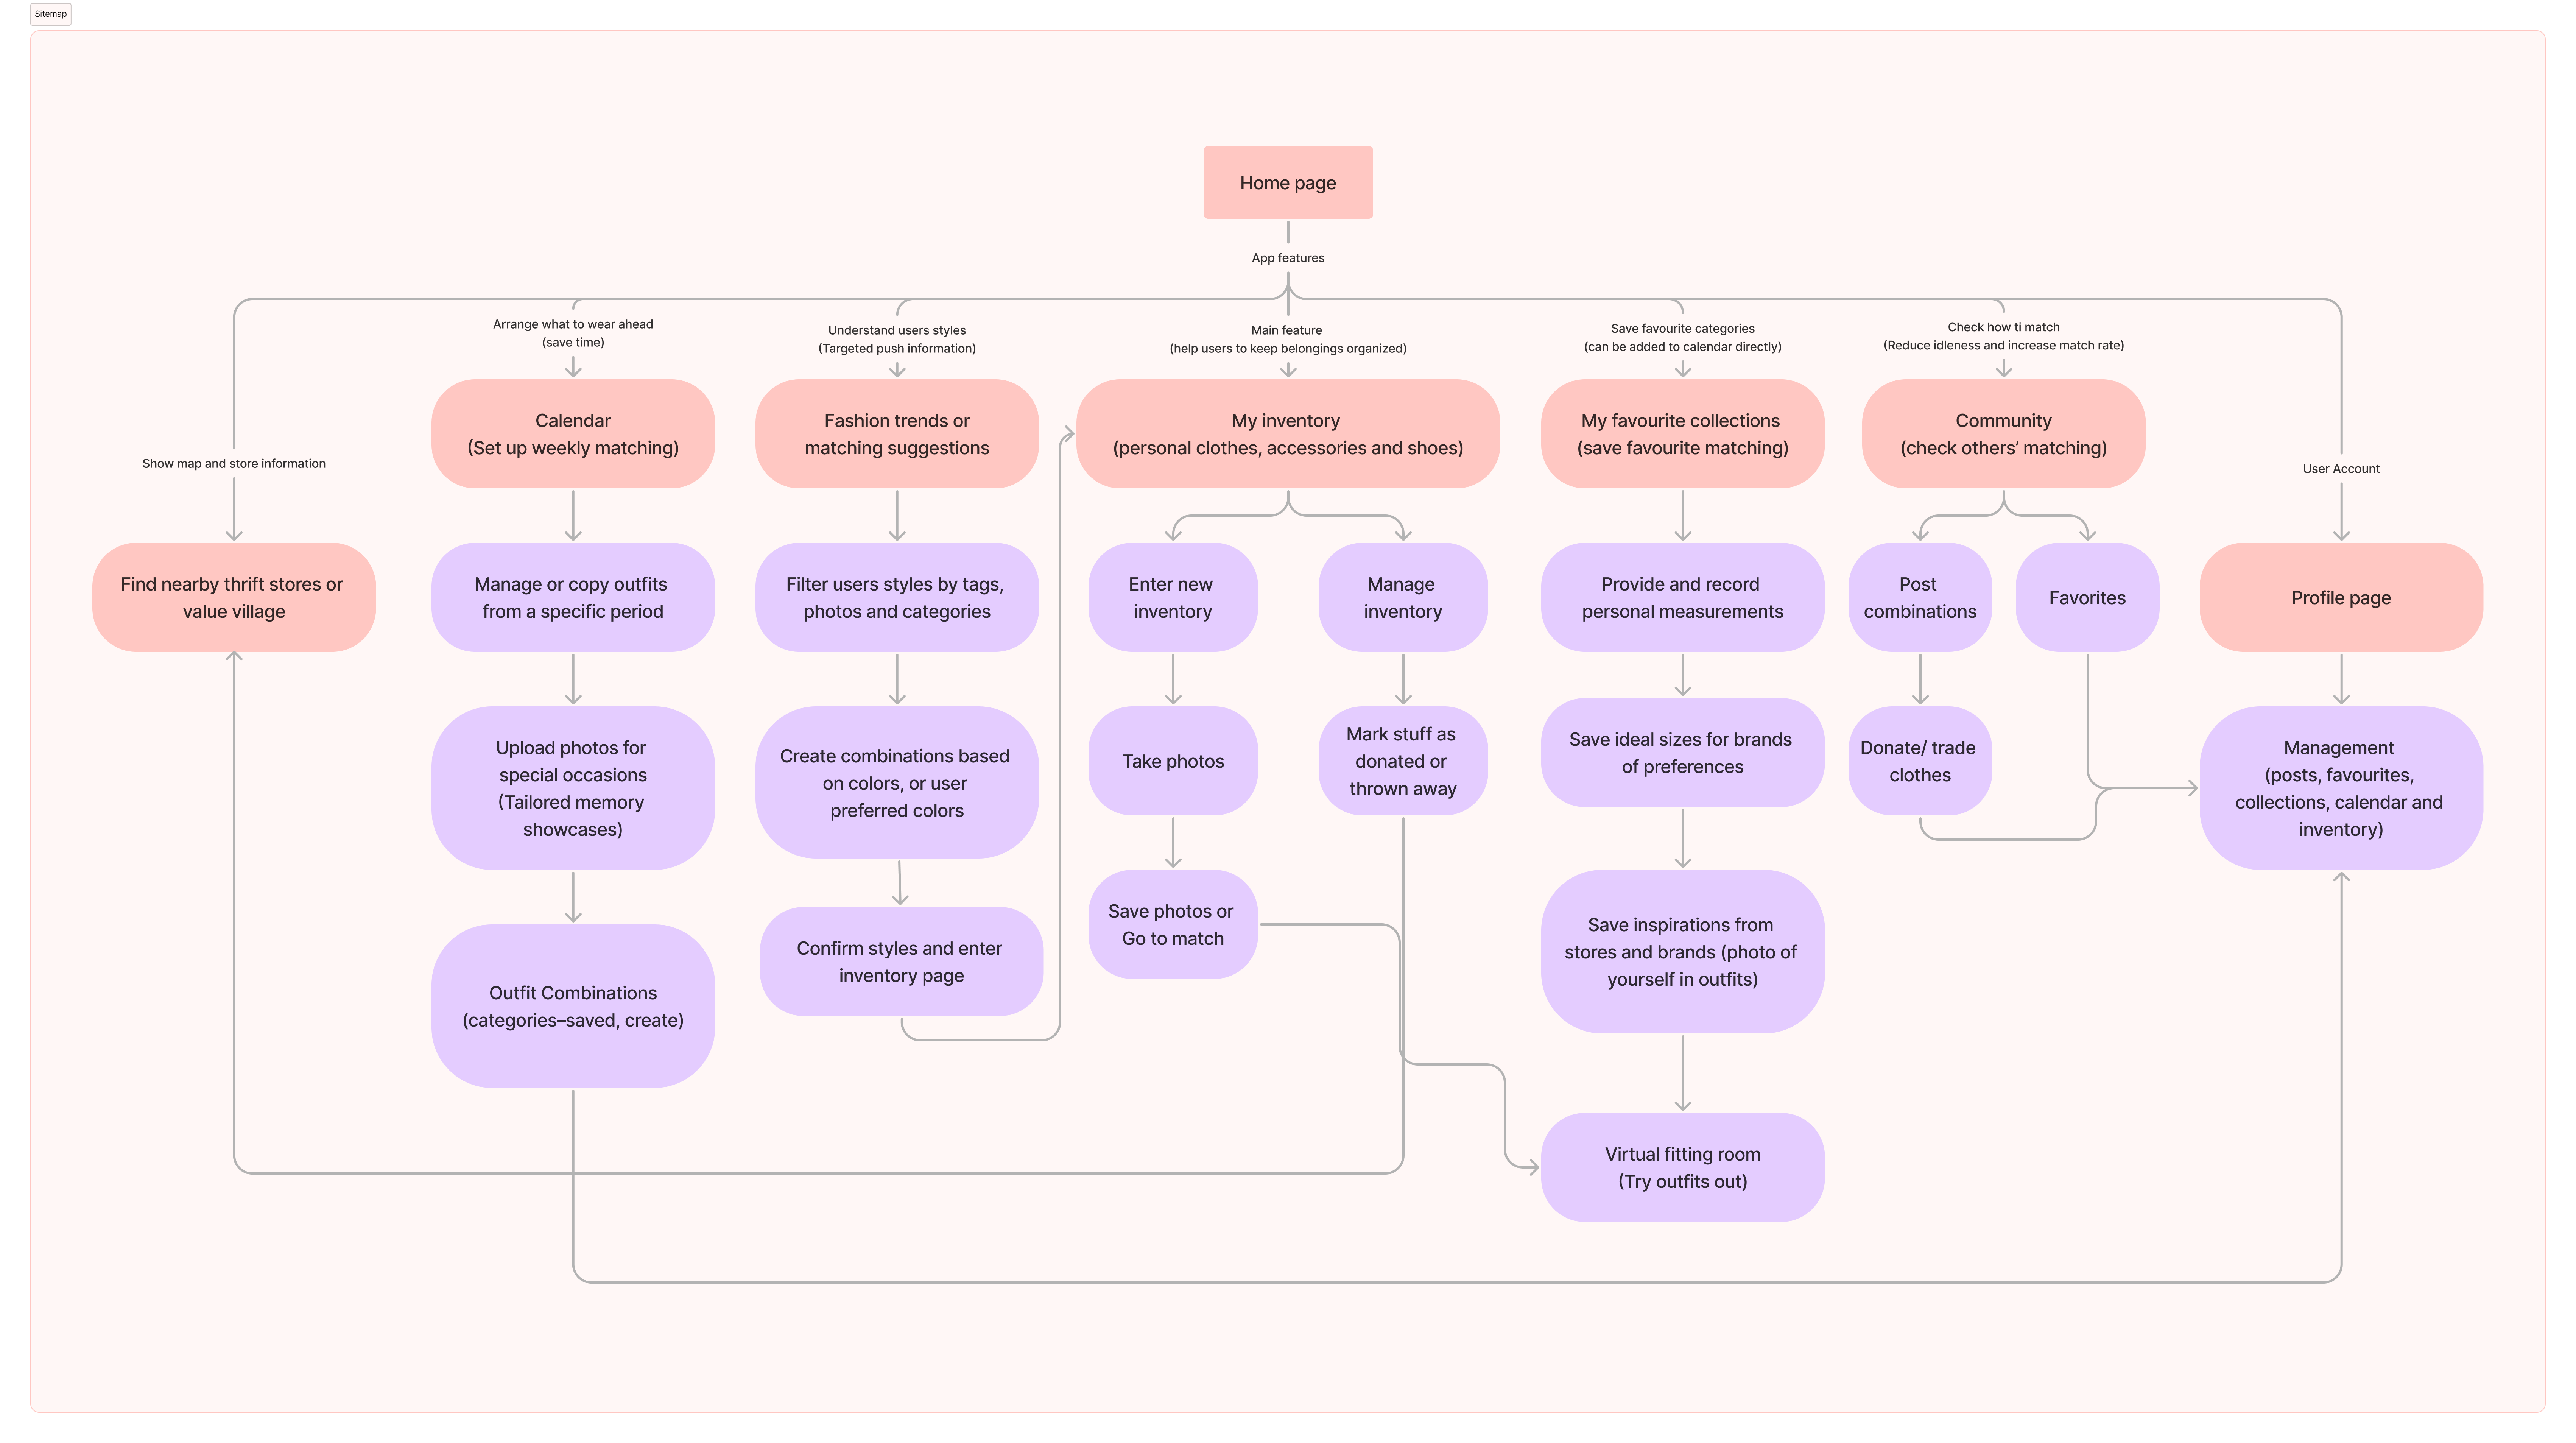 Sitemap
Home page
App features
Arrange what to wear ahead
(save time)
Understand users styles
(Targeted push information)
Main feature
(help users to keep belongings organized)
Save favourite categories
(can be added to calendar directly)
Check how ti match
(Reduce idleness and increase match rate)
Show map and store information
Calendar
(Set up weekly matching)
Fashion trends or
matching suggestions
My inventory
(personal clothes, accessories and shoes)
My favourite collections
(save favourite matching)
Community
(check others’ matching)
User Account
Find nearby thrift stores or
value village
Manage or copy outfits
from a specific period
Filter users styles by tags,
photos and categories
Enter new
inventory
Manage
inventory
Provide and record
personal measurements
Post
combinations
Favorites
Profile page
Upload photos for
special occasions
(Tailored memory
showcases)
Create combinations based
on colors, or user
preferred colors
Take photos
Mark stuff as
donated or
thrown away
Save ideal sizes for brands
of preferences
Donate/ trade
clothes
Management
(posts, favourites,
collections, calendar and
inventory)
Outfit Combinations
(categories–saved, create)
Confirm styles and enter
inventory page
Save photos or
Go to match
Save inspirations from
stores and brands (photo of
yourself in outfits)
Virtual fitting room
(Try outfits out)